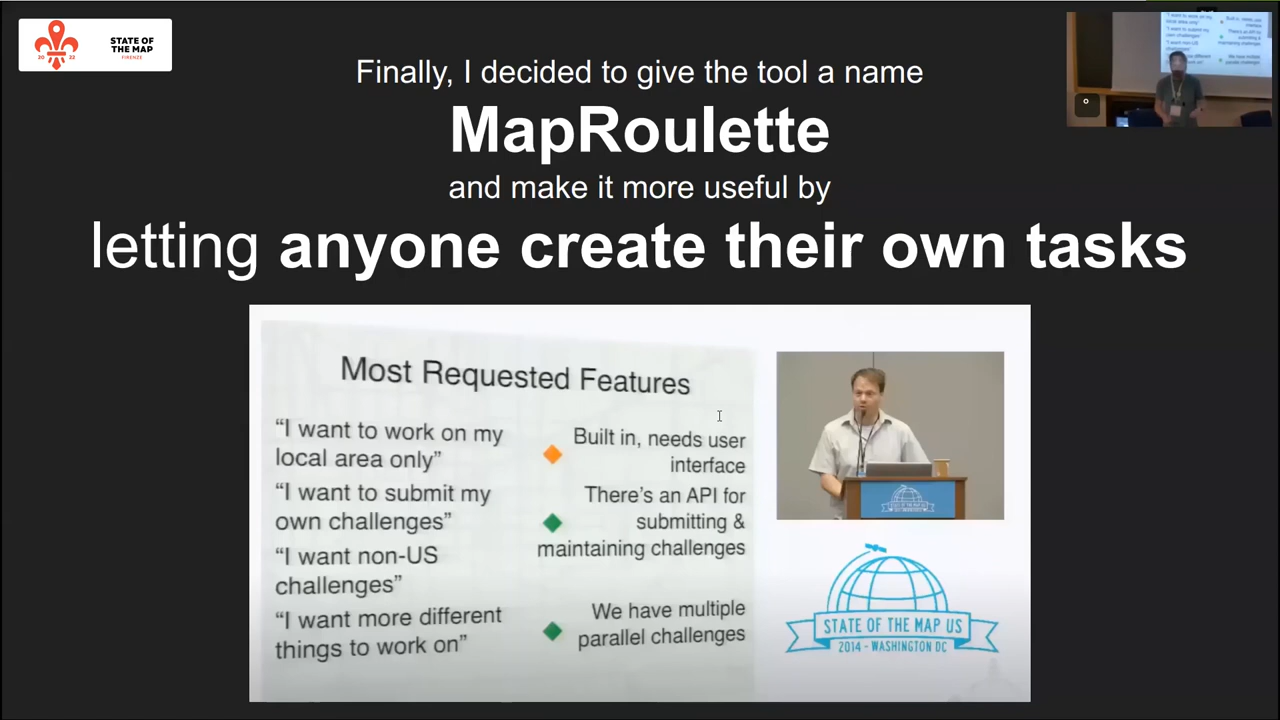 STATE OF
THE MAP
FIRENZE
20 22
Finally, I decided to give the tool a name
MapRoulette
and make it more useful by
letting anyone create their own tasks
Most Requested Features
“I want to work on my
local area only”
Built in, needs user
interface
“I want to submit my
own challenges”
There’s an API for
submitting &
maintaining challenges
“I want non-US
challenges”
“I want more different
things to work on”
We have multiple
parallel challenges
STATE OF THE MAP US
2014 - WASHINGTON DC